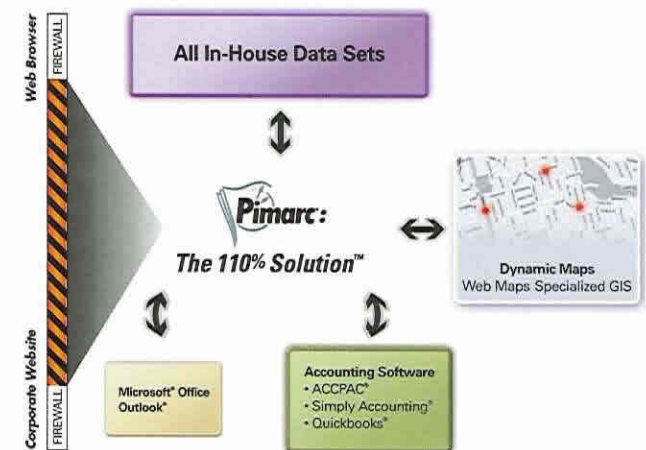 Web Browser
FIREWALL
All In-House Data Sets
Pimarc:
The 110% Solution™
Dynamic Maps
Web Maps Specialized GIS
Microsoft® Office
Outlook®
Accounting Software
• ACCPAC®
• Simply Accounting®
• Quickbooks®
Corporate Website
FIREWALL